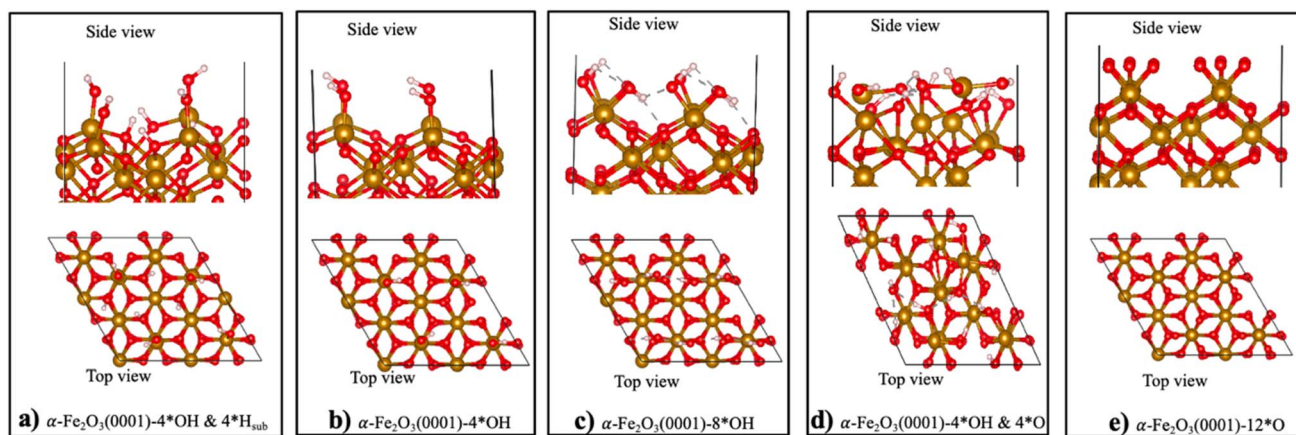 Side view
Top view
a) α-Fe₂O₃(0001)-4*OH & 4*Hsub
Side view
Top view
b) α-Fe₂O₃(0001)-4*OH
Side view
Top view
c) α-Fe₂O₃(0001)-8*OH
Side view
Top view
d) α-Fe₂O₃(0001)-4*OH & 4*O
Side view
Top view
e) α-Fe₂O₃(0001)-12*O